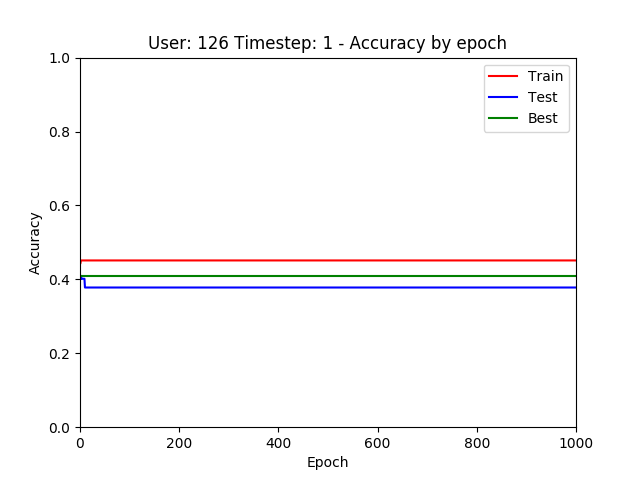 User: 126 Timestep: 1 - Accuracy by epoch
1.0
0.8
0.6
0.4
0.2
0.0
Accuracy
Train
Test
Best
0 200 400 600 800 1000
Epoch